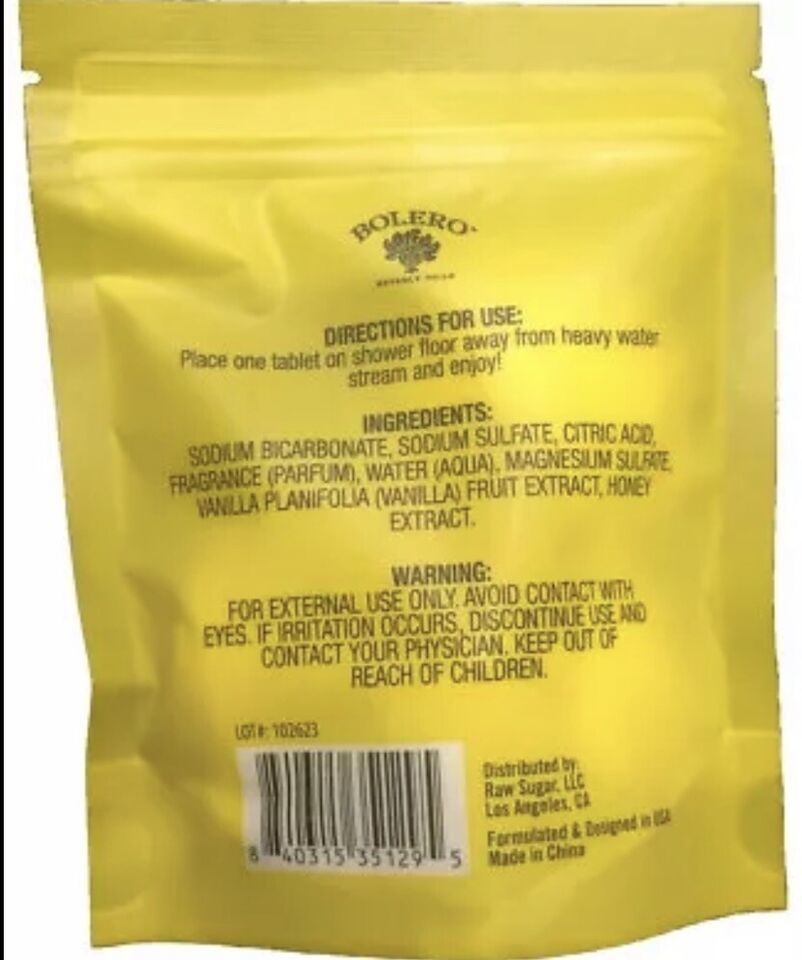 BOLERO
BEVERLY HILLS
DIRECTIONS FOR USE:
Place one tablet on shower floor away from heavy water
stream and enjoy!
INGREDIENTS:
SODIUM BICARBONATE, SODIUM SULFATE, CITRIC ACID,
FRAGRANCE (PARFUM), WATER (AQUA), MAGNESIUM SULFATE,
VANILLA PLANIFOLIA (VANILLA) FRUIT EXTRACT, HONEY
EXTRACT.
WARNING:
FOR EXTERNAL USE ONLY. AVOID CONTACT WITH
EYES. IF IRRITATION OCCURS, DISCONTINUE USE AND
CONTACT YOUR PHYSICIAN. KEEP OUT OF
REACH OF CHILDREN.
LOT#: 102623
8 40315 35129 5
Distributed by:
Raw Sugar, LLC
Los Angeles, CA
Formulated & Designed in USA
Made in China